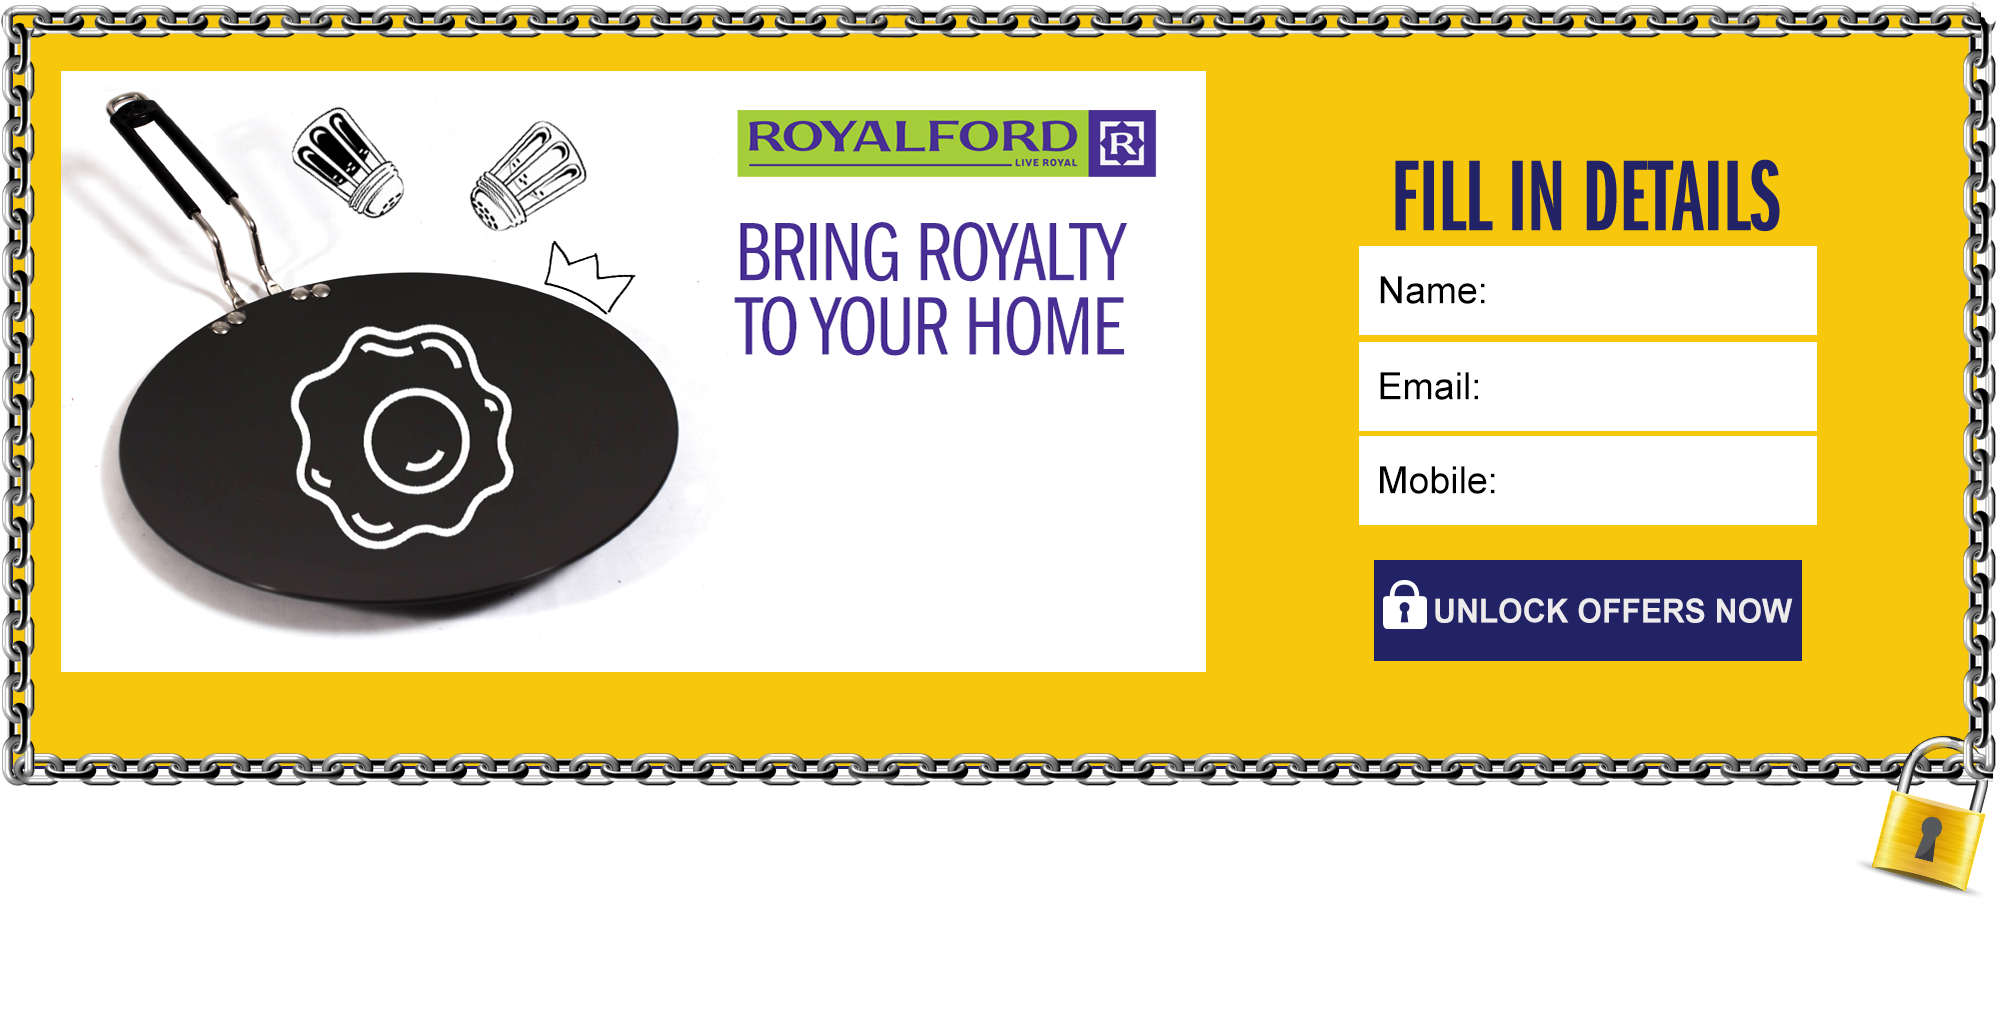 ROYALFORD
LIVE ROYAL
R
BRING ROYALTY
TO YOUR HOME
FILL IN DETAILS
Name:
Email:
Mobile:
UNLOCK OFFERS NOW